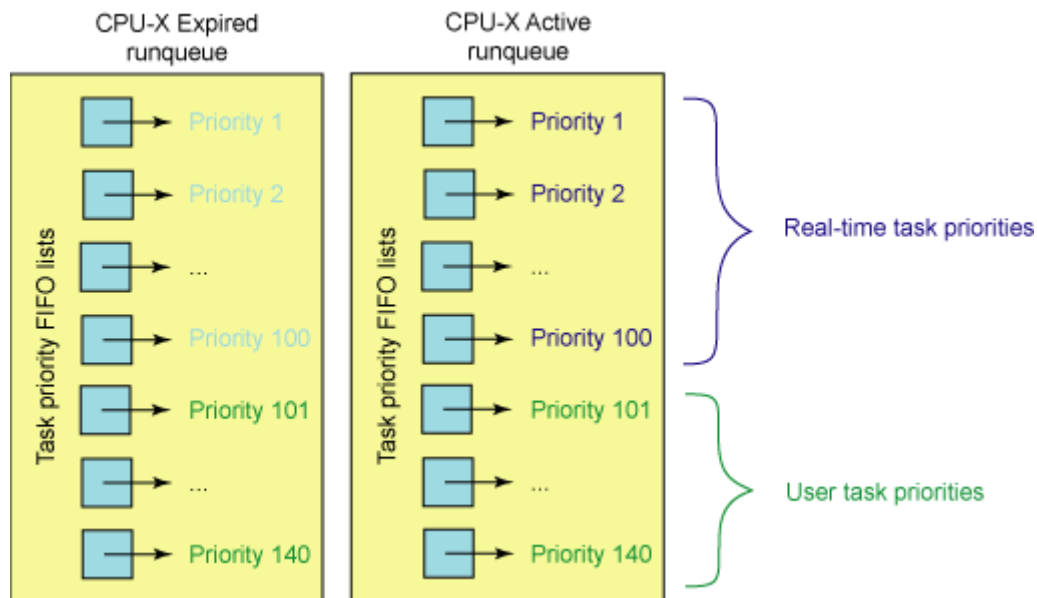 CPU-X Expired
runqueue
Task priority FIFO lists
Priority 1
Priority 2
...
Priority 100
Priority 101
...
Priority 140
CPU-X Active
runqueue
Task priority FIFO lists
Priority 1
Priority 2
...
Priority 100
Priority 101
...
Priority 140
Real-time task priorities
User task priorities